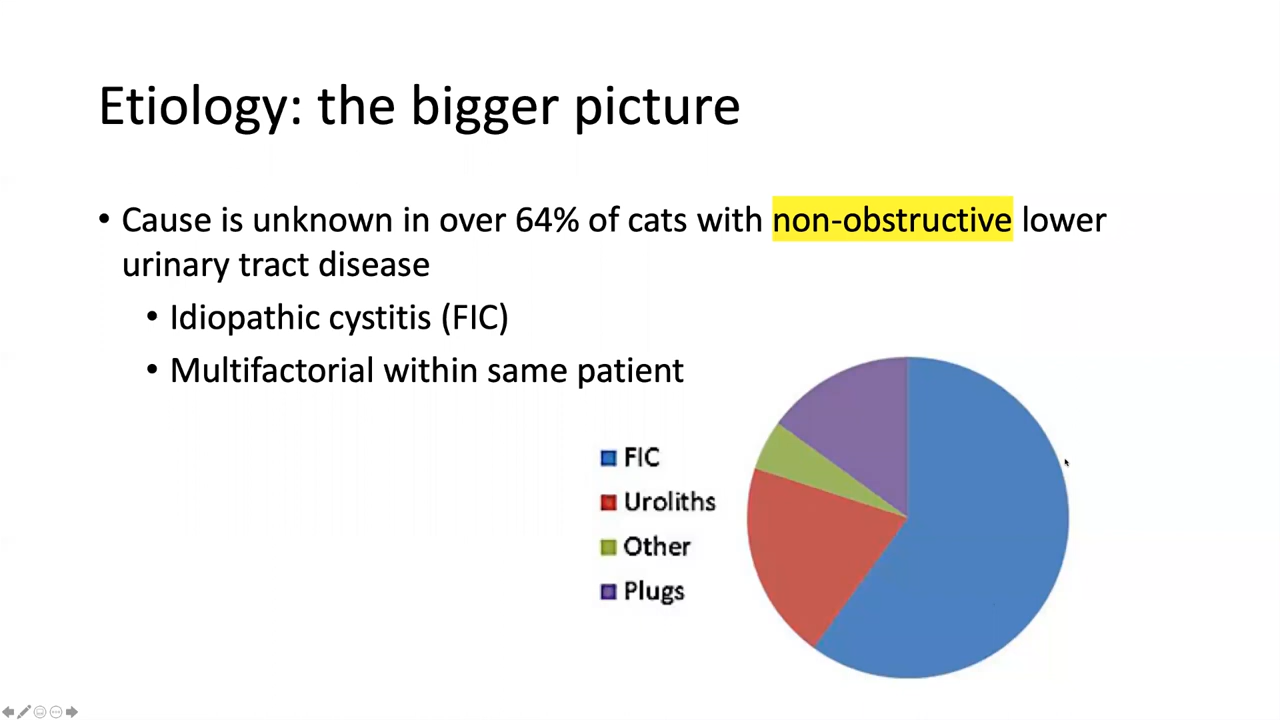 Etiology: the bigger picture
• Cause is unknown in over 64% of cats with non-obstructive lower
urinary tract disease
• Idiopathic cystitis (FIC)
• Multifactorial within same patient
FIC
Uroliths
Other
Plugs